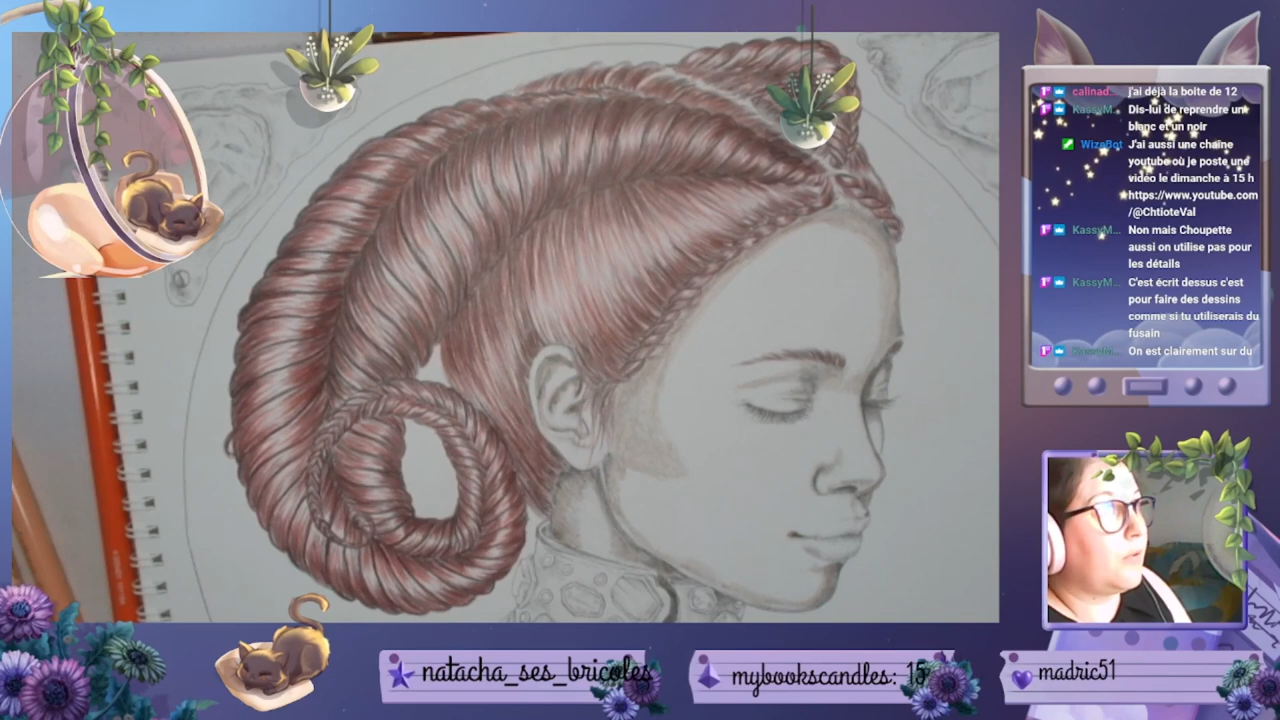 calinad. j'ai déjà la boite de 12
KassyM... Dis-lui de reprendre un
blanc et un noir
WizeBot J'ai aussi une chaîne
youtube où je poste une
video le dimanche à 15 h
https://www.youtube.com
/@ChtioteVal
KassyM... Non mais Choupette
aussi on utilise pas pour
les détails
KassyM... C'est écrit dessus c'est
pour faire des dessins
comme si tu utiliserais du
fusain
KassyM... On est clairement sur du
natacha_ses_bricoles
mybookscandles: 15
madric51